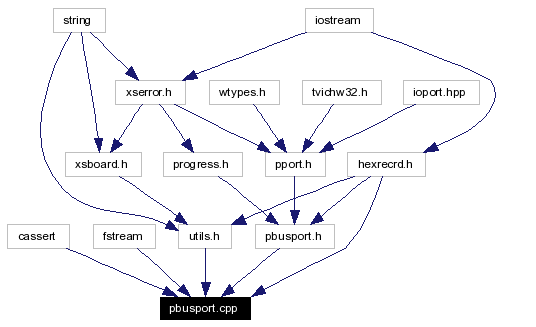 string
iostream
xserror.h
wtypes.h
tvichw32.h
ioport.hpp
xsboard.h
progress.h
pport.h
hexrecrd.h
cassert
fstream
utils.h
pbusport.h
pbusport.cpp